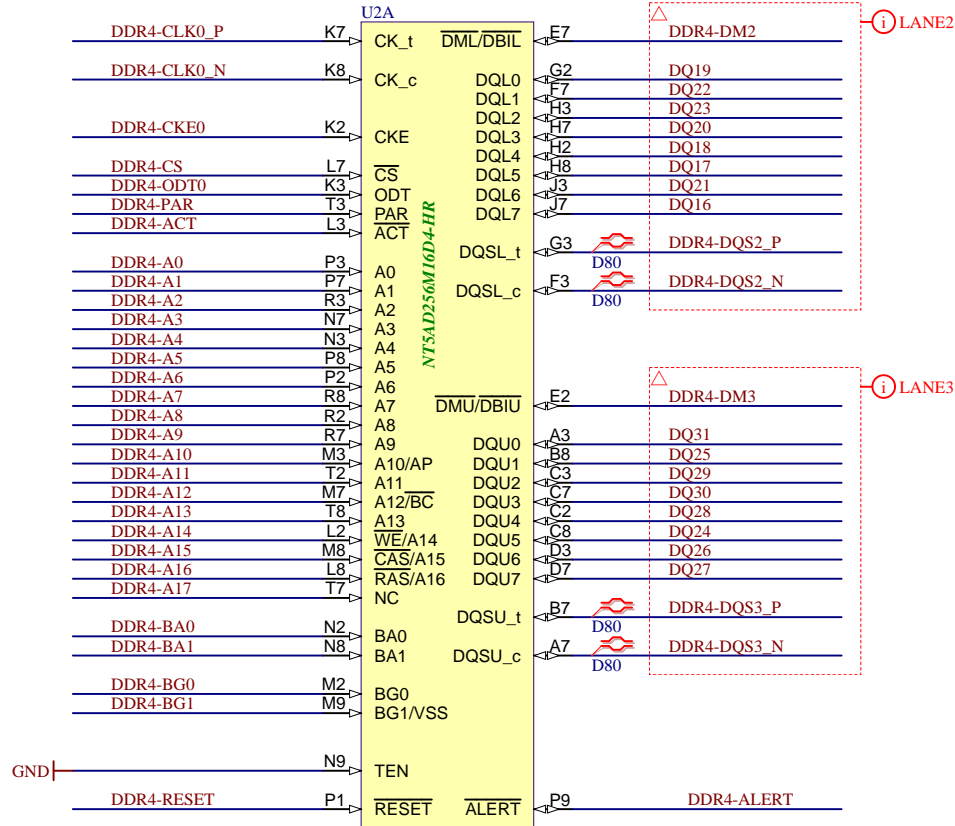 U2A
DDR4-CLK0_P K7 CK_t DML/DBIL E7 DDR4-DM2 LANE2
DDR4-CLK0_N K8 CK_c DQL0 G2 DQ19
DQL1 F7 DQ22
DQL2 H3 DQ23
DDR4-CKE0 K2 CKE DQL3 H7 DQ20
DQL4 H2 DQ18
DDR4-CS L7 CS DQL5 H8 DQ17
DDR4-ODT0 K3 ODT DQL6 J3 DQ21
DDR4-PAR T3 PAR DQL7 J7 DQ16
DDR4-ACT L3 ACT
DQSL_t G3 D80 DDR4-DQS2_P
DDR4-A0 P3 A0
DDR4-A1 P7 A1 DQSL_c F3 D80 DDR4-DQS2_N
DDR4-A2 R3 A2
DDR4-A3 N7 A3
DDR4-A4 N3 A4
DDR4-A5 P8 A5
NT5AD256M16D4-HR
DDR4-A6 P2 A6
DDR4-A7 R8 A7 DMU/DBIU E2 DDR4-DM3 LANE3
DDR4-A8 R2 A8
DDR4-A9 R7 A9 DQU0 A3 DQ31
DDR4-A10 M3 A10/AP DQU1 B8 DQ25
DDR4-A11 T2 A11 DQU2 C3 DQ29
DDR4-A12 M7 A12/BC DQU3 C7 DQ30
DDR4-A13 T8 A13 DQU4 C2 DQ28
DDR4-A14 L2 WE/A14 DQU5 C8 DQ24
DDR4-A15 M8 CAS/A15 DQU6 D3 DQ26
DDR4-A16 L8 RAS/A16 DQU7 D7 DQ27
DDR4-A17 T7 NC
DQSU_t B7 D80 DDR4-DQS3_P
DDR4-BA0 N2 BA0
DDR4-BA1 N8 BA1 DQSU_c A7 D80 DDR4-DQS3_N
DDR4-BG0 M2 BG0
DDR4-BG1 M9 BG1/VSS
GND N9 TEN
DDR4-RESET P1 RESET ALERT P9 DDR4-ALERT